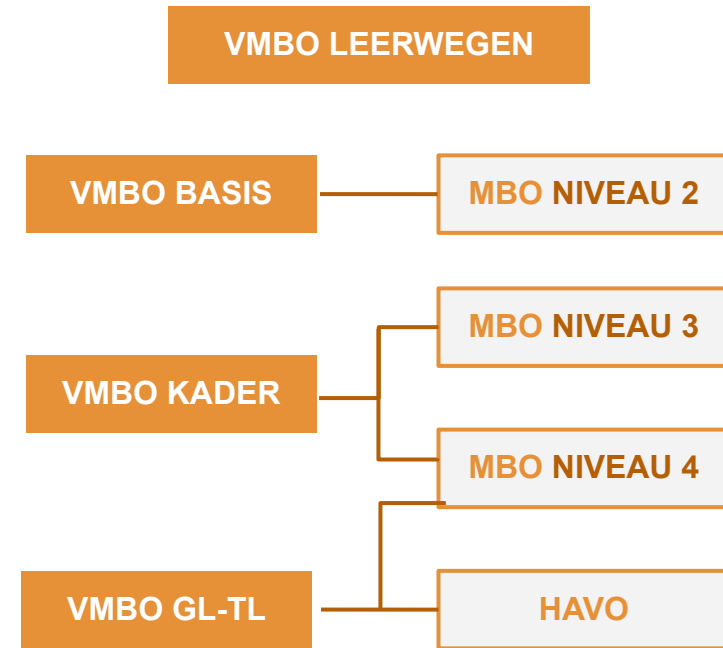 VMBO LEERWEGEN
VMBO BASIS
MBO NIVEAU 2
MBO NIVEAU 3
VMBO KADER
MBO NIVEAU 4
VMBO GL-TL
HAVO